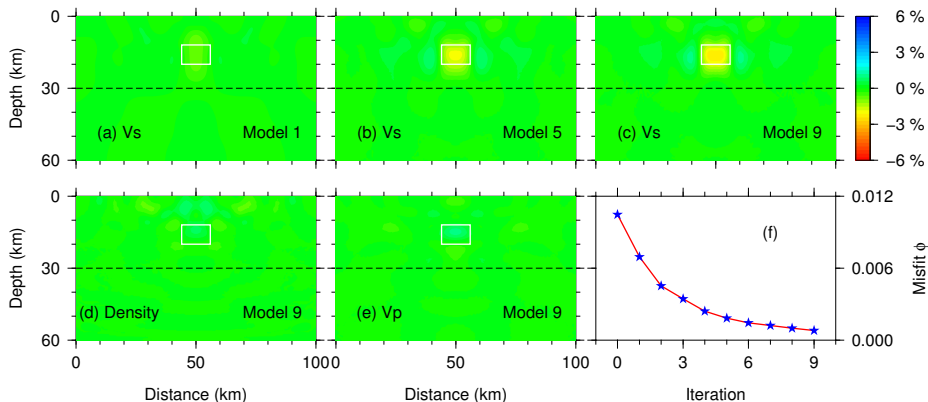 0
30
60
Depth (km)
(a) Vs
Model 1
(b) Vs
Model 5
(c) Vs
Model 9
6 %
3 %
0 %
−3 %
−6 %
0
30
60
Depth (km)
(d) Density
Model 9
(e) Vp
Model 9
(f)
0.012
0.006
0.000
Misfit ϕ
0
50
100
0
50
100
0
3
6
9
Distance (km)
Distance (km)
Iteration